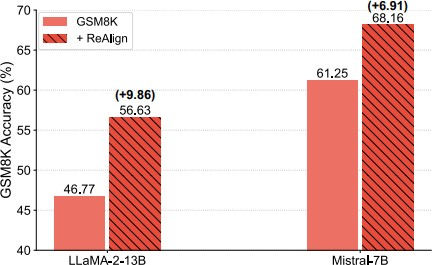 GSM8K Accuracy (%)
70
65
60
55
50
45
40
GSM8K
+ ReAlign
46.77
(+9.86)
56.63
61.25
(+6.91)
68.16
LLaMA-2-13B
Mistral-7B